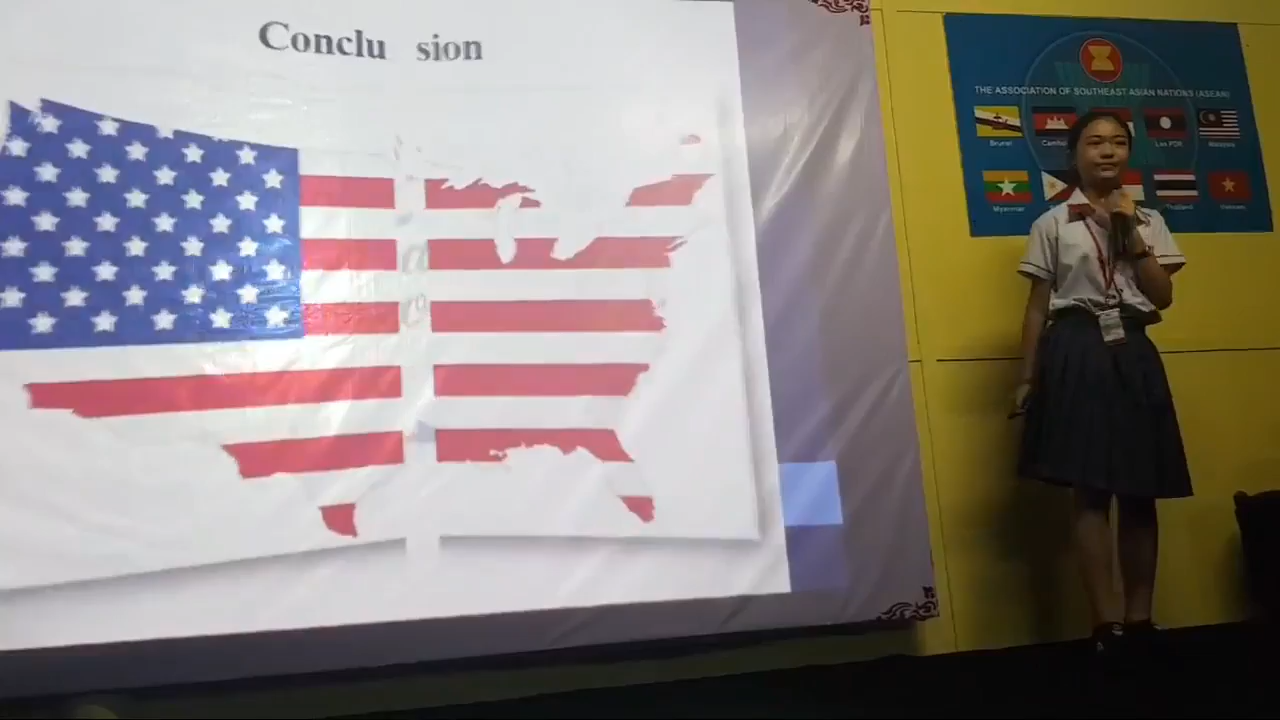 Conclu sion
THE ASSOCIATION OF SOUTHEAST ASIAN NATIONS (ASEAN)
Brunei
Lao PDR
Malaysia
Myanmar
Thailand
Vietnam